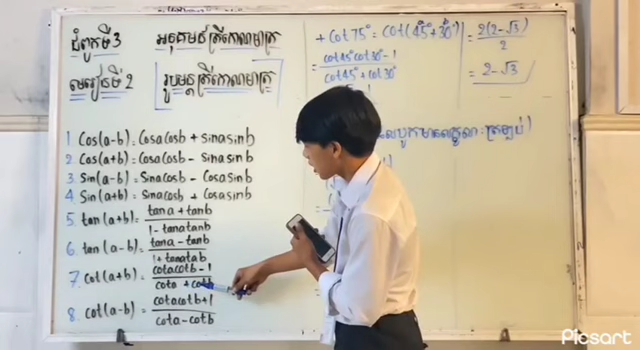 ជំពូកទី3 អនុគមន៍ត្រីកោណមាត្រ
មេរៀនទី2 រូបមន្តត្រីកោណមាត្រ
1 Cos(a-b)= Cosa Cosb + Sina Sinb
2 Cos(a+b)= Cosa Cosb - Sina Sinb
3 Sin(a-b)= Sina Cosb - Cosa Sinb
4 Sin(a+b)= Sina Cosb + Cosa Sinb
5. tan(a+b)= tana + tanb
1 - tana tanb
6. tan(a-b)= tana - tanb
1 + tana tab
7. cot(a+b)= cota cotb - 1
cota + cotb
8. cot(a-b) = cota cotb + 1
cota - cotb
+ Cot75° = Cot(45°+30°)
= cot45° cot30° - 1
cot45° + cot30°
= 2(2-√3)
2
= 2-√3
Picsart